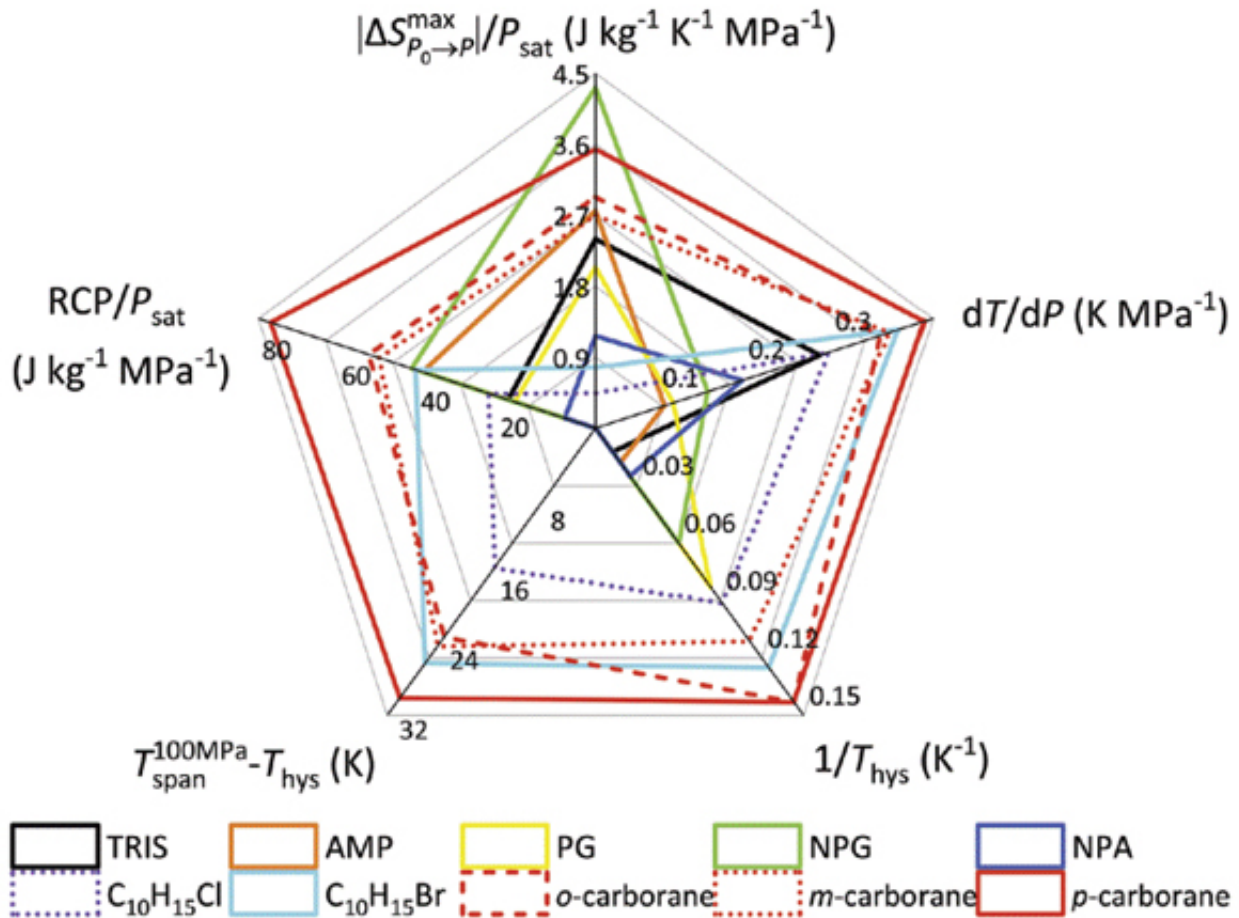 |ΔS^max_{P₀→P}|/P_sat (J kg⁻¹ K⁻¹ MPa⁻¹)
4.5
3.6
2.7
1.8
0.9
RCP/P_sat
(J kg⁻¹ MPa⁻¹)
80
60
40
20
dT/dP (K MPa⁻¹)
0.3
0.2
0.1
8
16
24
32
0.03
0.06
0.09
0.12
0.15
T^100MPa_span-T_hys (K)
1/T_hys (K⁻¹)
TRIS AMP PG NPG NPA
C₁₀H₁₅Cl C₁₀H₁₅Br o-carborane m-carborane p-carborane